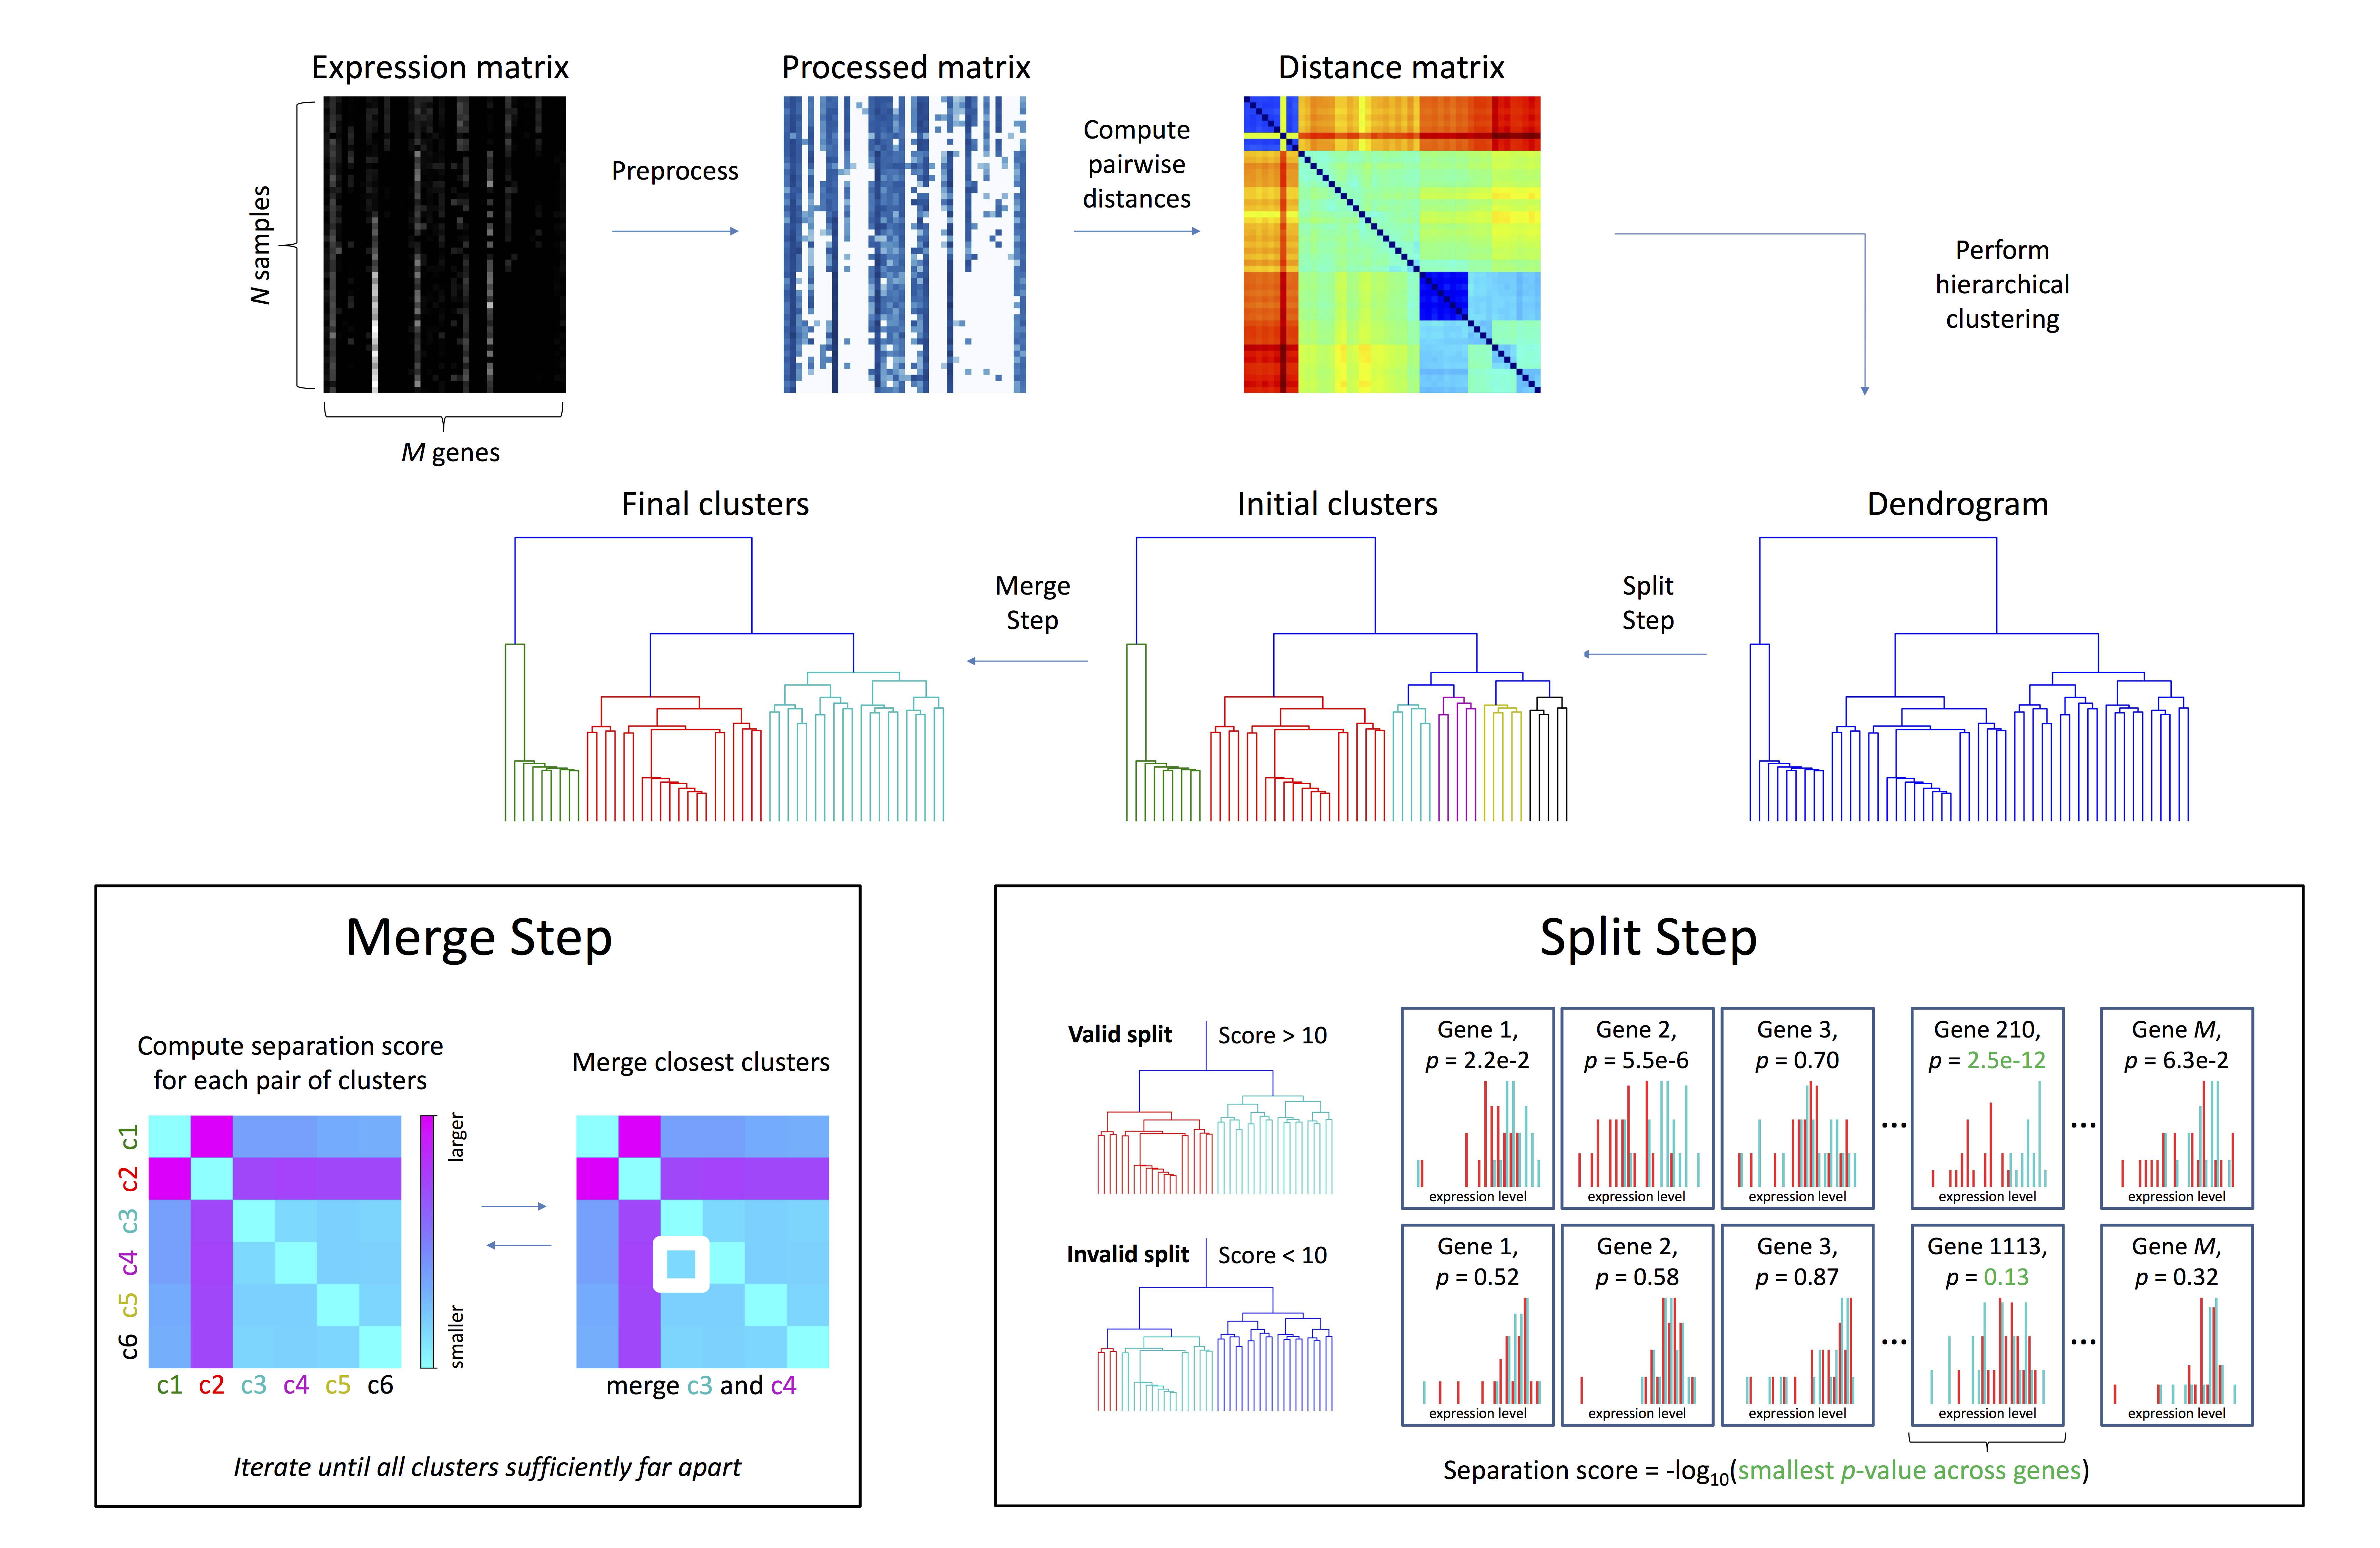 Expression matrix
Processed matrix
Distance matrix
N samples
M genes
Preprocess
Compute
pairwise
distances
Perform
hierarchical
clustering
Final clusters
Initial clusters
Dendrogram
Merge
Step
Split
Step
Merge Step
Compute separation score
for each pair of clusters
Merge closest clusters
c1
c2
c3
c4
c5
c6
larger
smaller
c1 c2 c3 c4 c5 c6
merge c3 and c4
Iterate until all clusters sufficiently far apart
Split Step
Valid split
Score > 10
Gene 1,
p = 2.2e-2
expression level
Gene 2,
p = 5.5e-6
expression level
Gene 3,
p = 0.70
expression level
...
Gene 210,
p = 2.5e-12
expression level
...
Gene M,
p = 6.3e-2
expression level
Invalid split
Score < 10
Gene 1,
p = 0.52
expression level
Gene 2,
p = 0.58
expression level
Gene 3,
p = 0.87
expression level
...
Gene 1113,
p = 0.13
expression level
...
Gene M,
p = 0.32
expression level
Separation score = -log10(smallest p-value across genes)